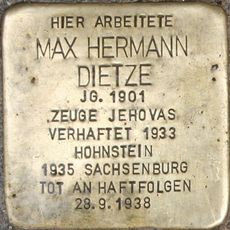 HIER ARBEITETE
MAX HERMANN
DIETZE
JG. 1901
ZEUGE JEHOVAS
VERHAFTET 1933
HOHNSTEIN
1935 SACHSENBURG
TOT AN HAFTFOLGEN
28.9.1938